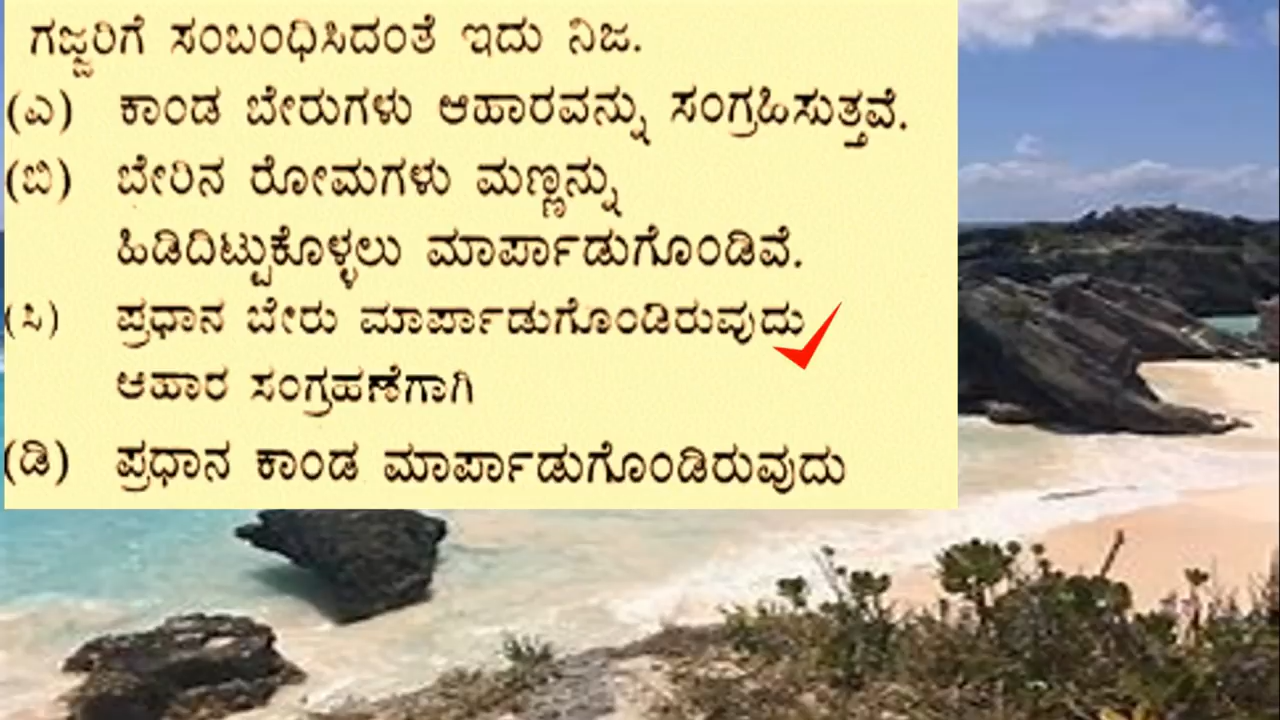 ಗಜ್ಜರಿಗೆ ಸಂಬಂಧಿಸಿದಂತೆ ಇದು ನಿಜ.
(ಎ) ಕಾಂಡ ಬೇರುಗಳು ಆಹಾರವನ್ನು ಸಂಗ್ರಹಿಸುತ್ತವೆ.
(ಬಿ) ಬೇರಿನ ರೋಮಗಳು ಮಣ್ಣನ್ನು
ಹಿಡಿದಿಟ್ಟುಕೊಳ್ಳಲು ಮಾರ್ಪಾಡುಗೊಂಡಿವೆ.
(ಸಿ) ಪ್ರಧಾನ ಬೇರು ಮಾರ್ಪಾಡುಗೊಂಡಿರುವುದು
ಆಹಾರ ಸಂಗ್ರಹಣೆಗಾಗಿ
(ಡಿ) ಪ್ರಧಾನ ಕಾಂಡ ಮಾರ್ಪಾಡುಗೊಂಡಿರುವುದು